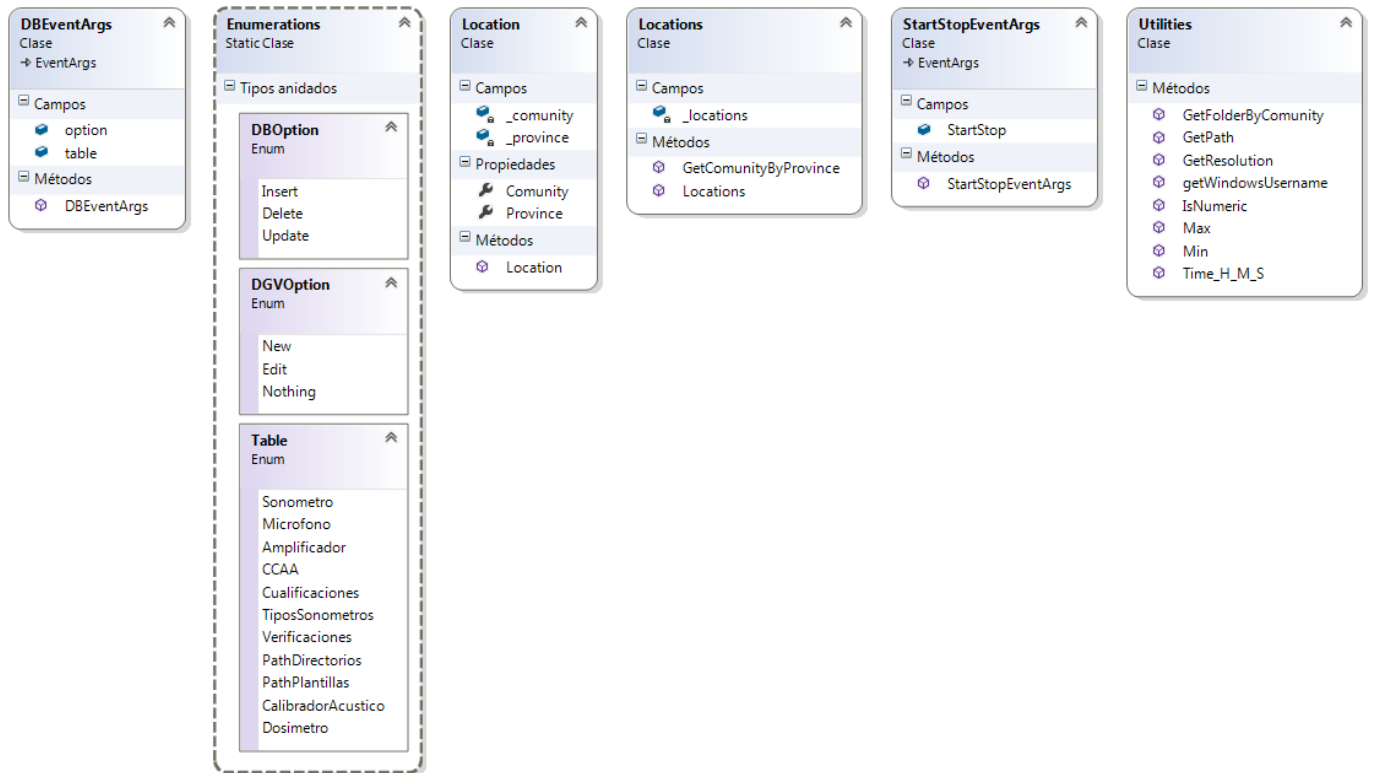 DBEventArgs
Clase
EventArgs
Campos
option
table
Métodos
DBEventArgs
Enumerations
Static Clase
Tipos anidados
DBOption
Enum
Insert
Delete
Update
DGVOption
Enum
New
Edit
Nothing
Table
Enum
Sonometro
Microfono
Amplificador
CCAA
Cualificaciones
TiposSonometros
Verificaciones
PathDirectorios
PathPlantillas
CalibradorAcustico
Dosimetro
Location
Clase
Campos
_comunity
_province
Propiedades
Comunity
Province
Métodos
Location
Locations
Clase
Campos
_locations
Métodos
GetComunityByProvince
Locations
StartStopEventArgs
Clase
EventArgs
Campos
StartStop
Métodos
StartStopEventArgs
Utilities
Clase
Métodos
GetFolderByComunity
GetPath
GetResolution
getWindowsUsername
IsNumeric
Max
Min
Time_H_M_S